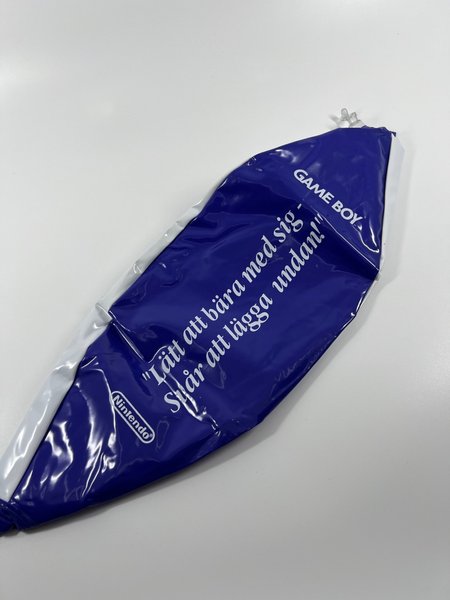 GAME BOY
"Lätt att bära med sig -
Svår att lägga undan!"
Nintendo